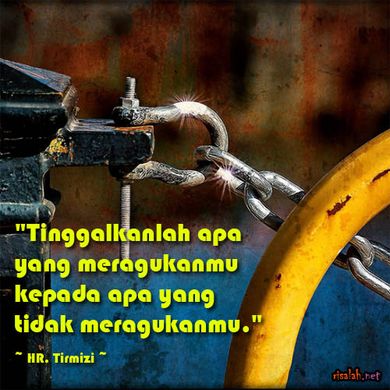 "Tinggalkanlah apa
yang meragukanmu
kepada apa yang
tidak meragukanmu."
~ HR. Tirmizi ~
risalah.net